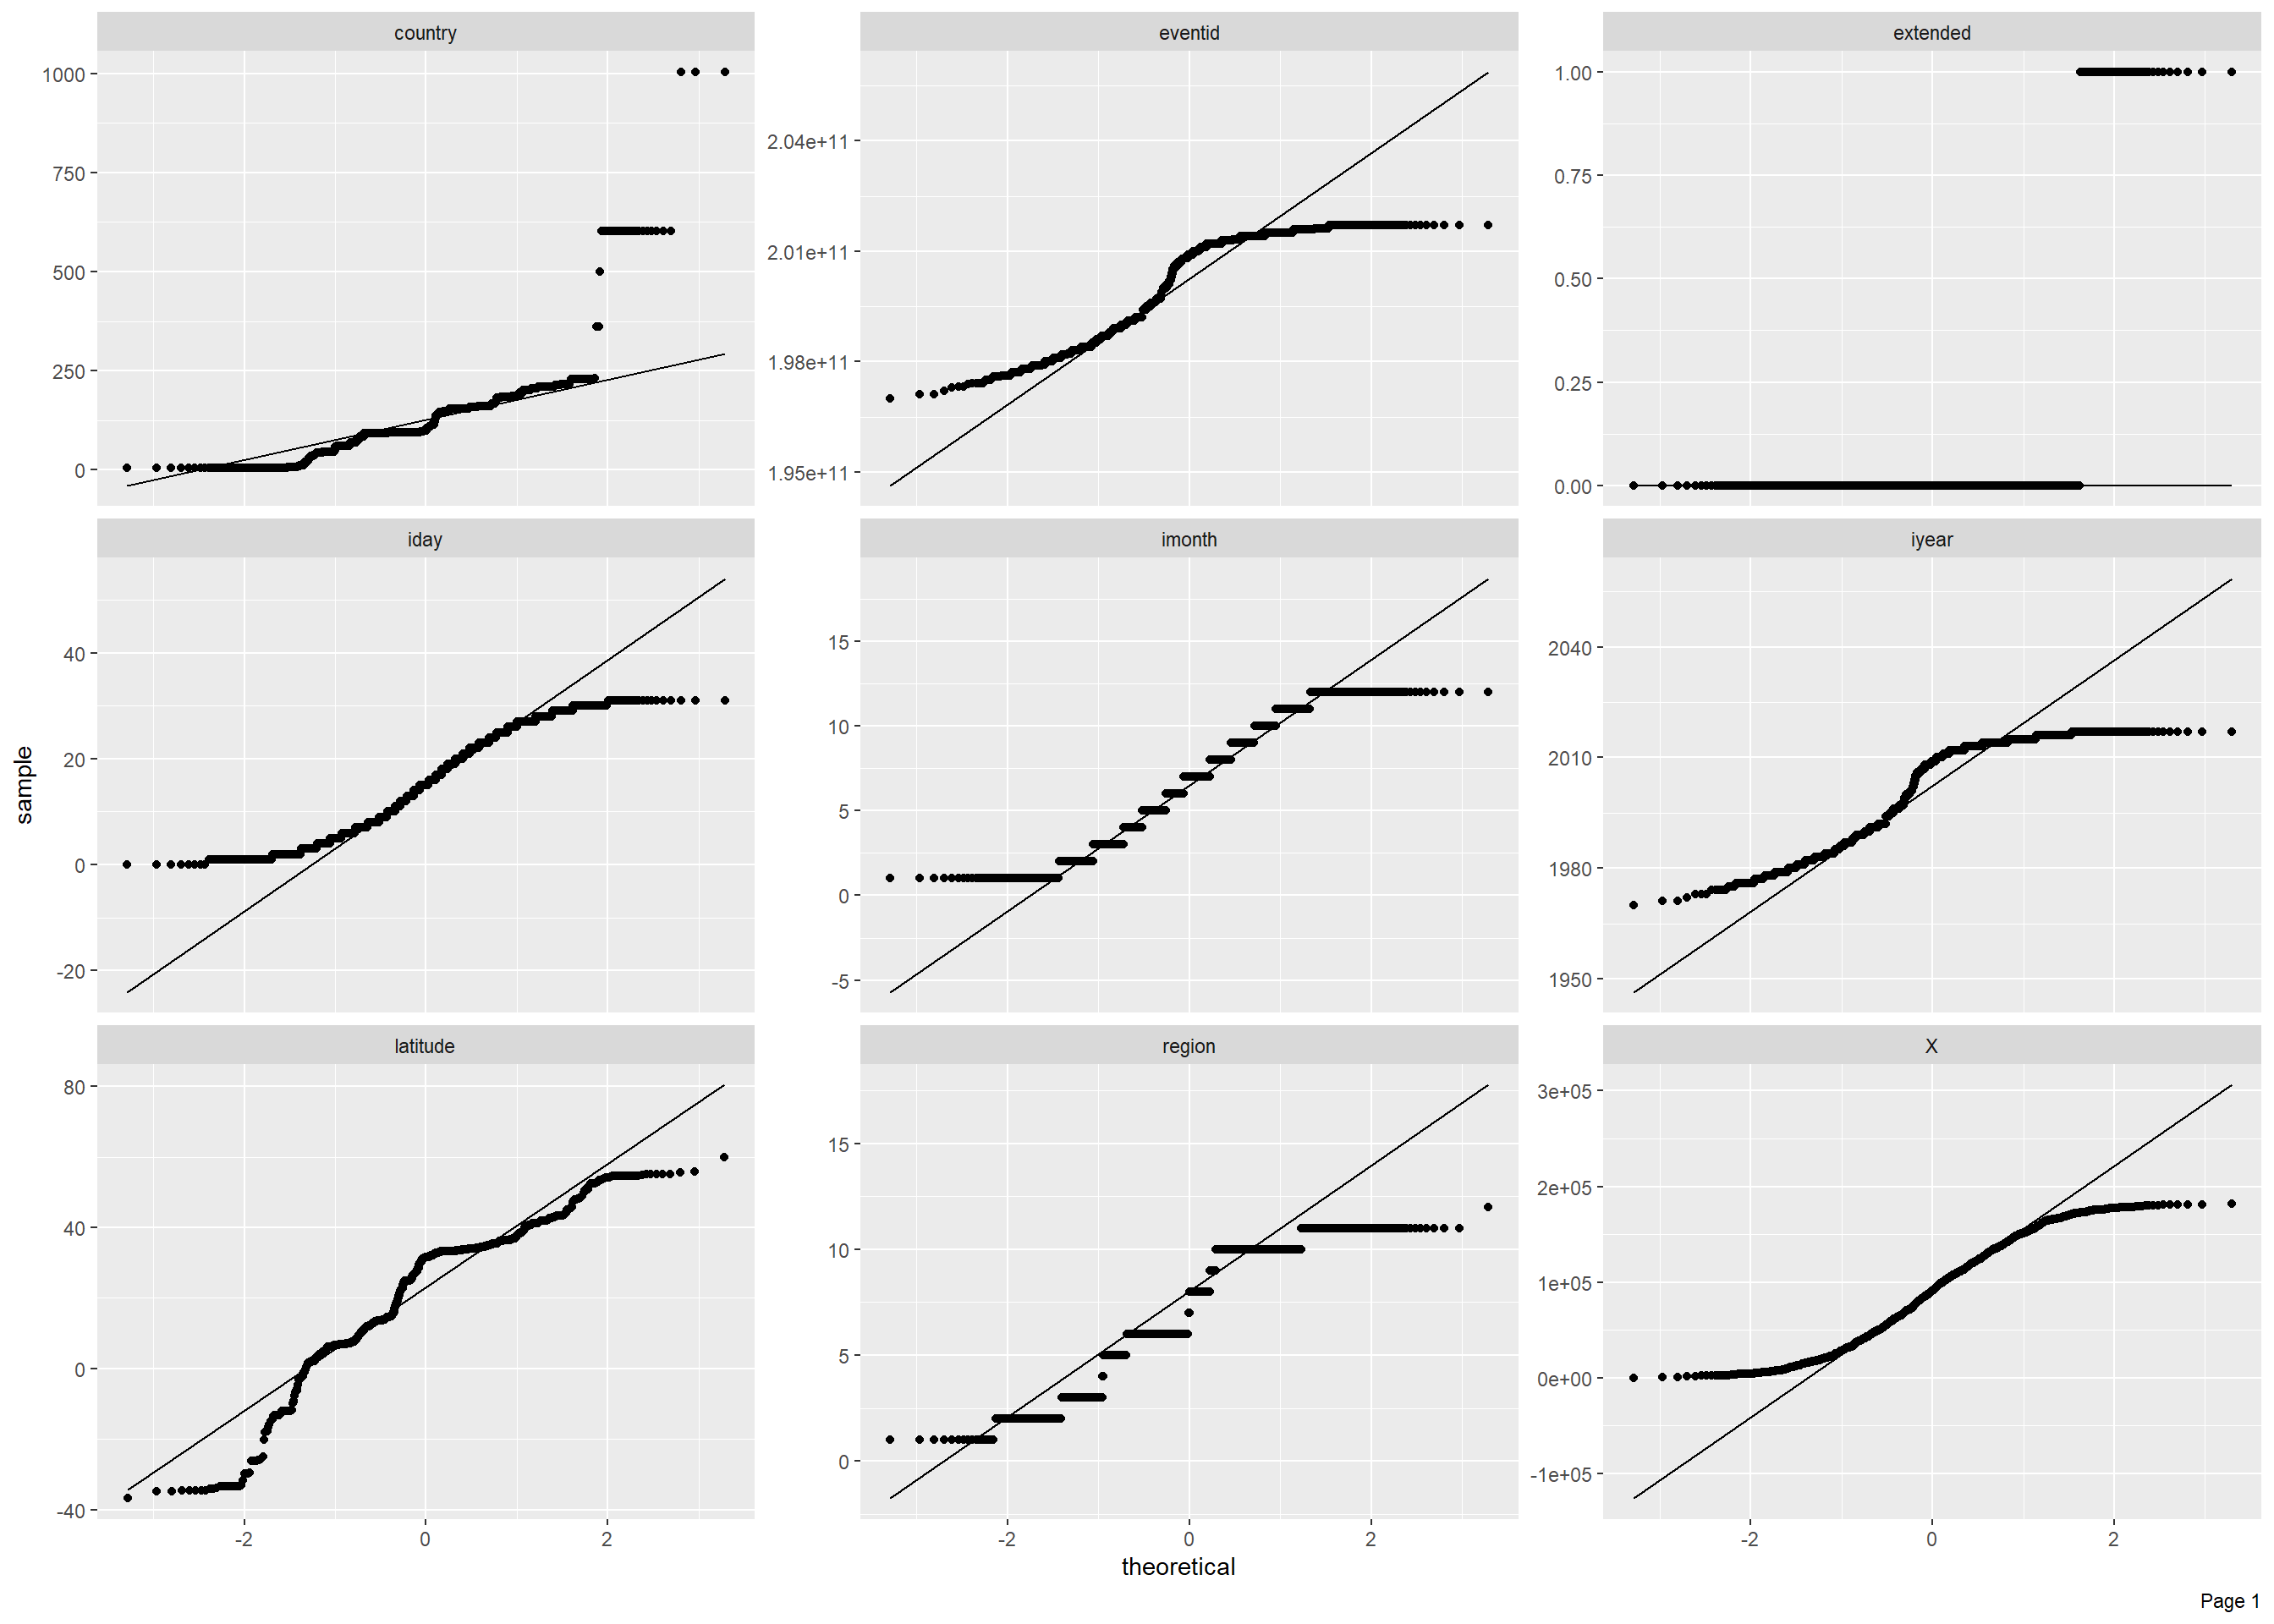 country eventid extended
1000
750
500
250
0
2.04e+11
2.01e+11
1.98e+11
1.95e+11
1.00
0.75
0.50
0.25
0.00
iday imonth iyear
40
20
0
-20
15
10
5
0
-5
2040
2010
1980
1950
sample
latitude region X
80
40
0
-40
15
10
5
0
3e+05
2e+05
1e+05
0e+00
-1e+05
-2 0 2 -2 0 2 -2 0 2
theoretical
Page 1